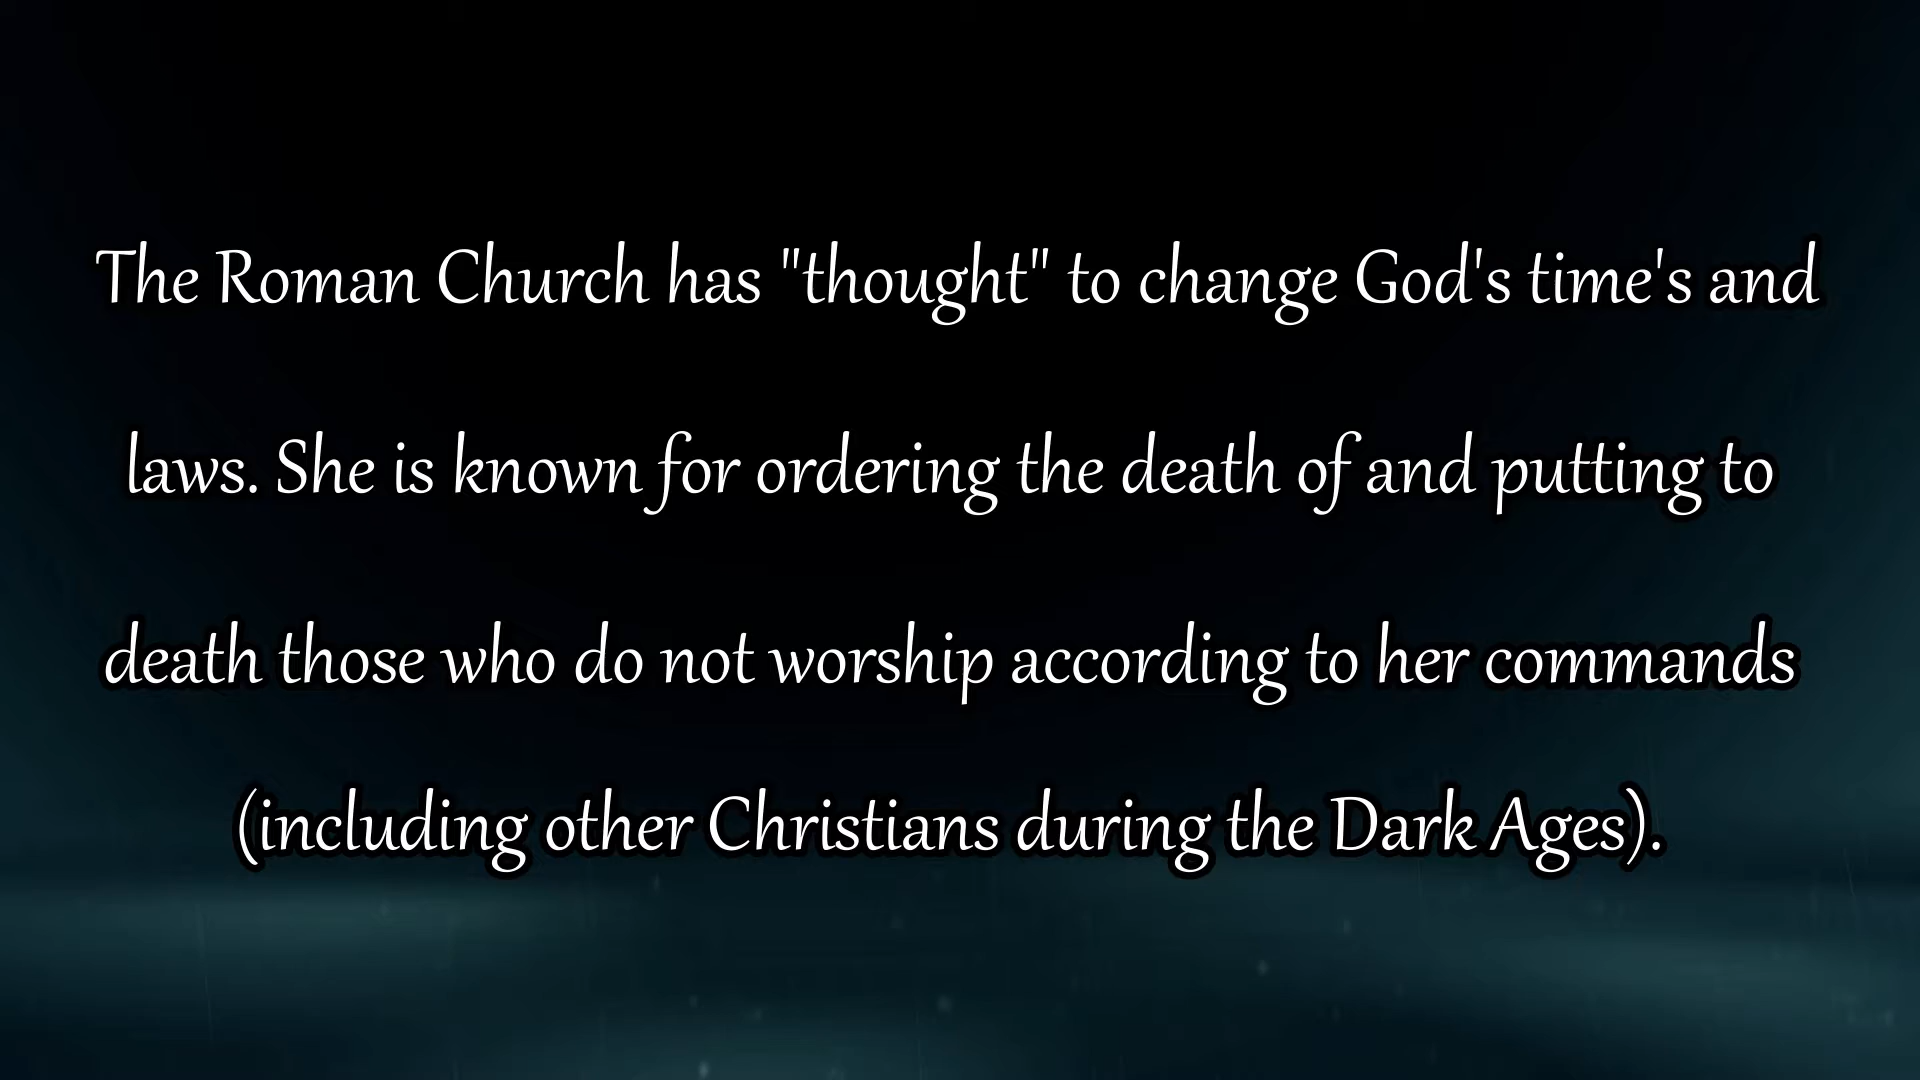 The Roman Church has "thought" to change God's time's and
laws. She is known for ordering the death of and putting to
death those who do not worship according to her commands
(including other Christians during the Dark Ages).